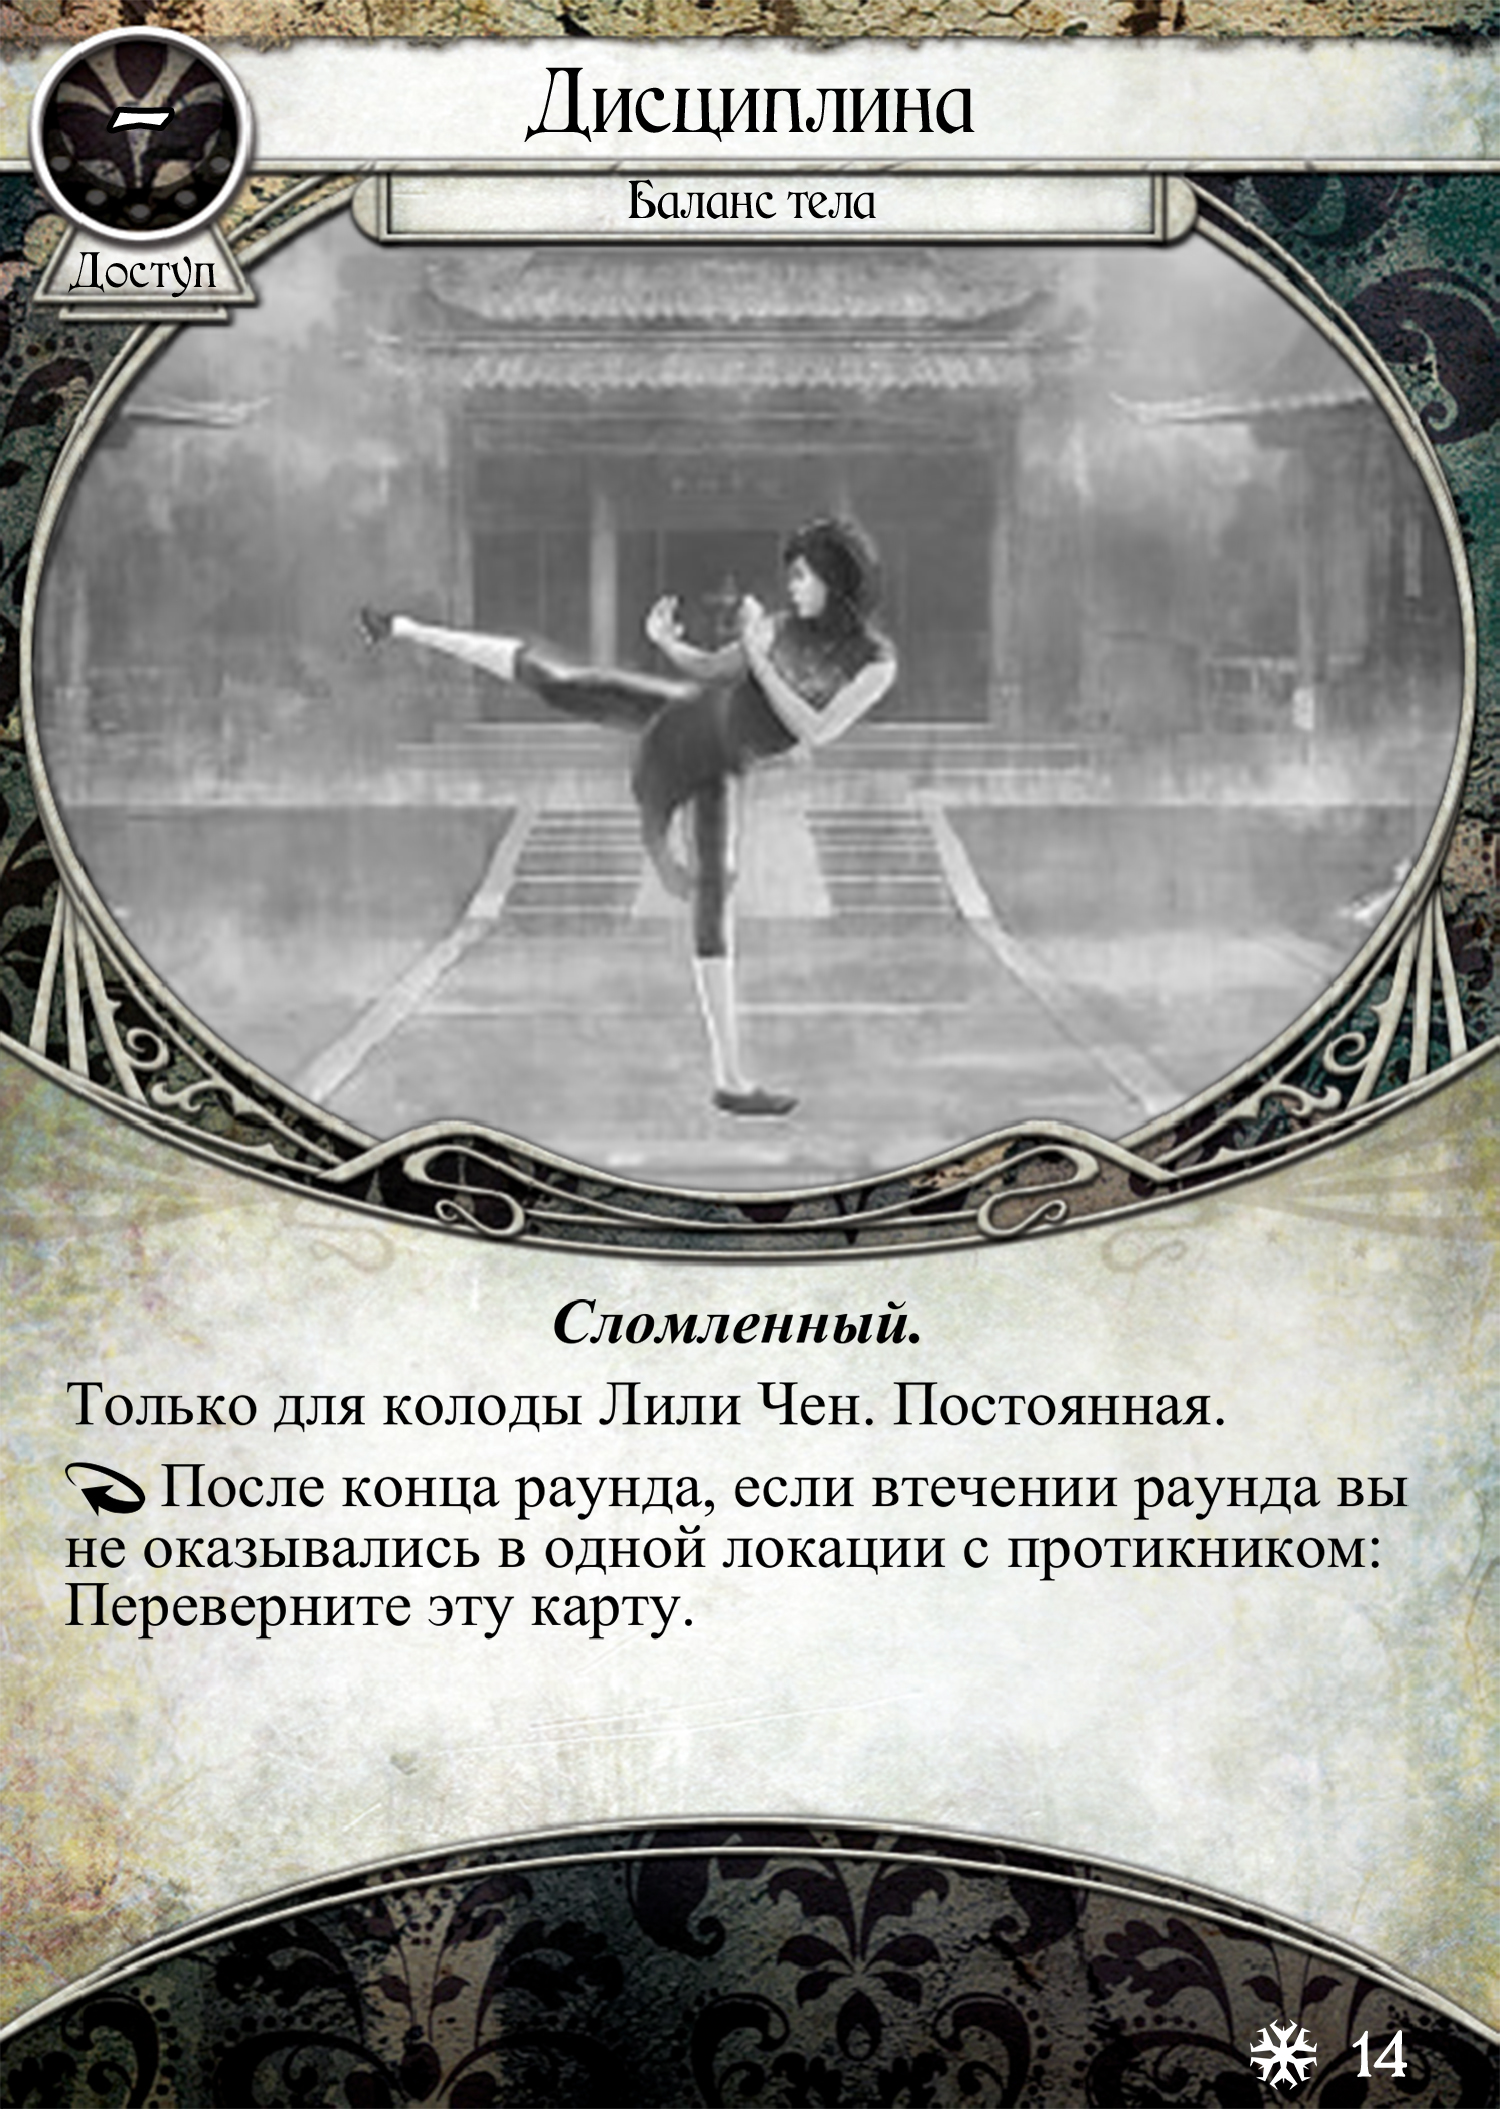 –
Дисциплина
Баланс тела
Доступ
Сломленный.
Только для колоды Лили Чен. Постоянная.
После конца раунда, если втечении раунда вы
не оказывались в одной локации с протикником:
Переверните эту карту.
14